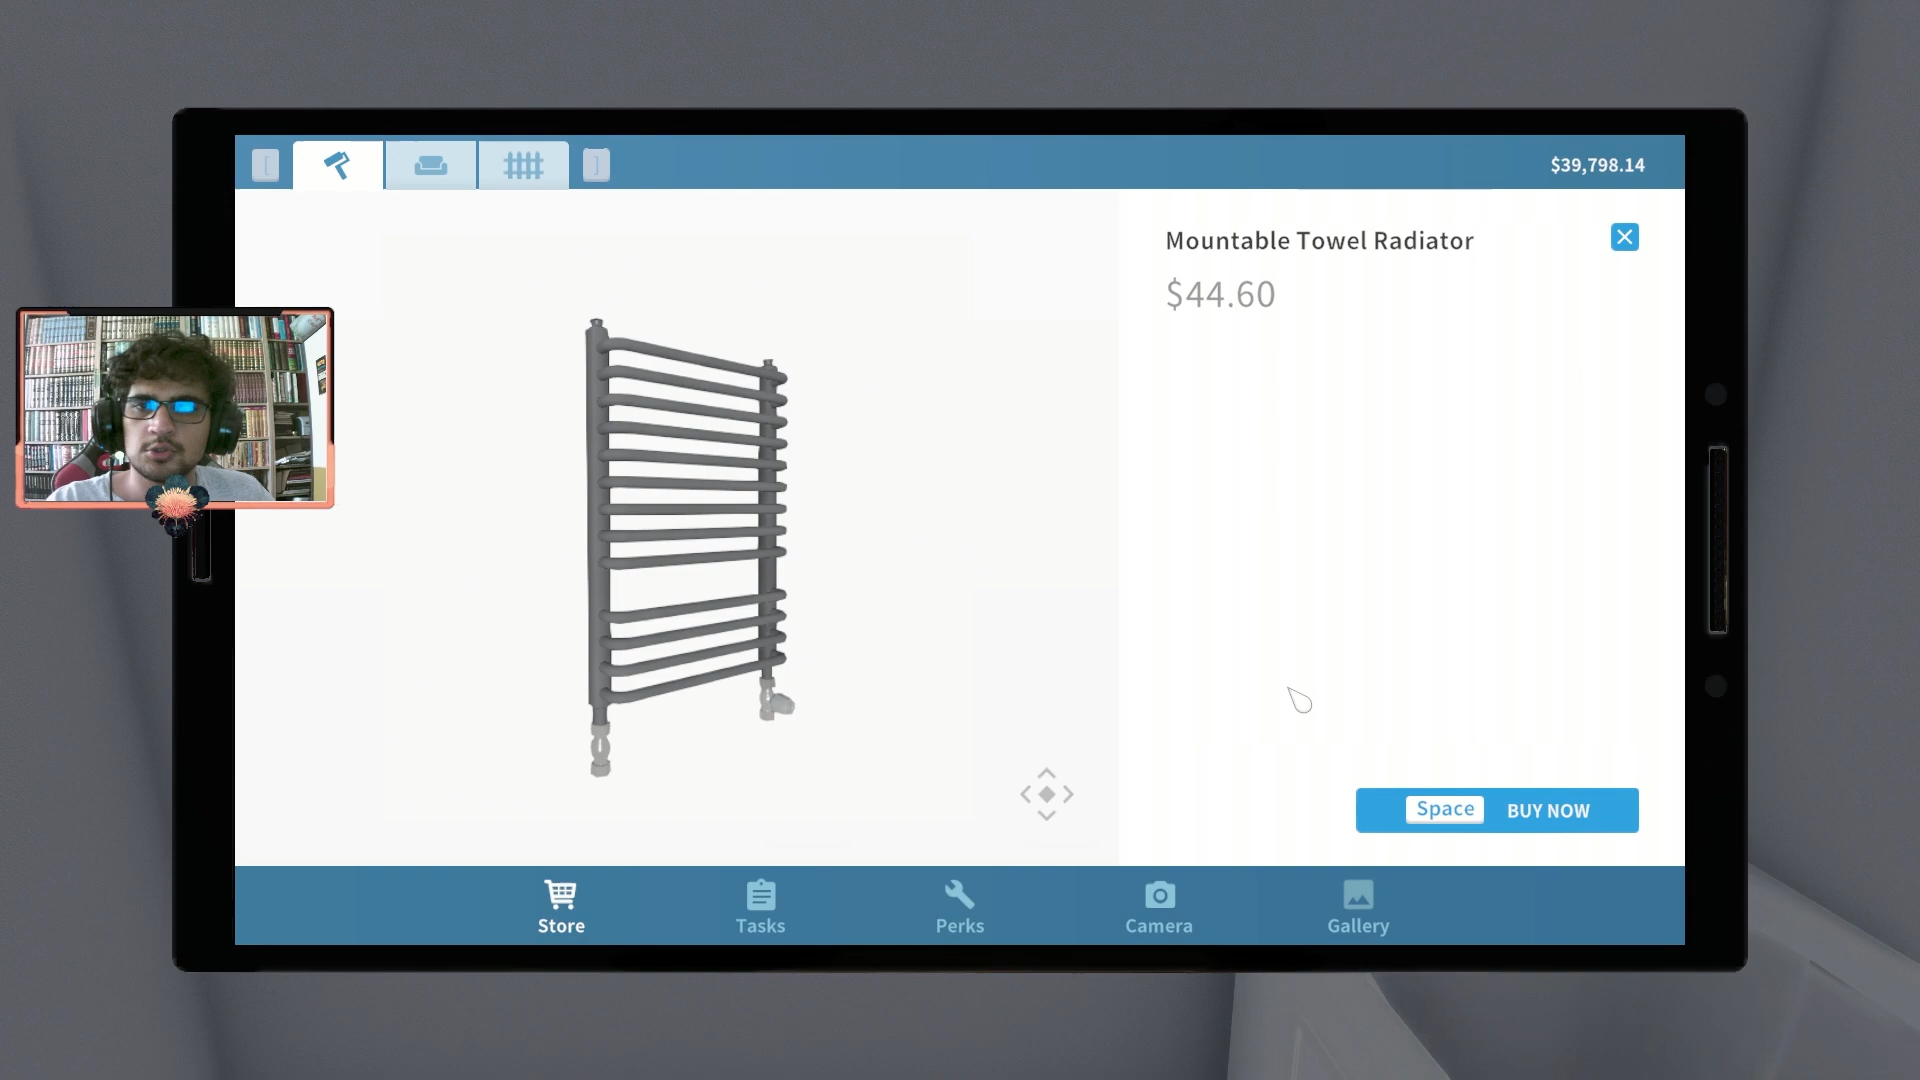 [
]
$39,798.14
Mountable Towel Radiator
$44.60
Space BUY NOW
Store
Tasks
Perks
Camera
Gallery